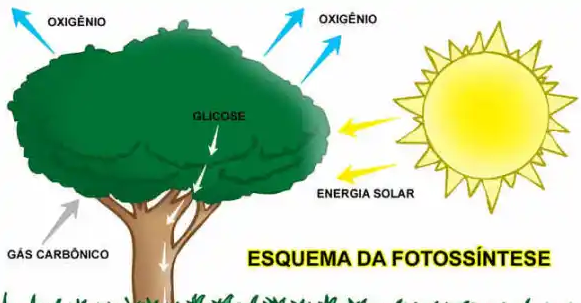 OXIGÊNIO
OXIGÊNIO
GLICOSE
ENERGIA SOLAR
GÁS CARBÔNICO
ESQUEMA DA FOTOSSÍNTESE